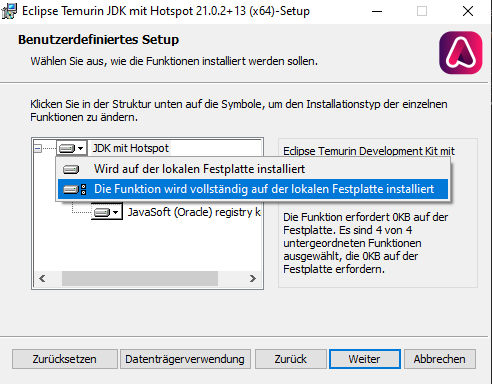 Eclipse Temurin JDK mit Hotspot 21.0.2+13 (x64)-Setup
Benutzerdefiniertes Setup
Wählen Sie aus, wie die Funktionen installiert werden sollen.
Klicken Sie in der Struktur unten auf die Symbole, um den Installationstyp der einzelnen
Funktionen zu ändern.
JDK mit Hotspot
Eclipse Temurin Development Kit mit
Wird auf der lokalen Festplatte installiert
Die Funktion wird vollständig auf der lokalen Festplatte installiert
JavaSoft (Oracle) registry k
Die Funktion erfordert 0KB auf der
Festplatte. Es sind 4 von 4
untergeordneten Funktionen
ausgewählt, die 0KB auf der
Festplatte erfordern.
Zurücksetzen
Datenträgerverwendung
Zurück
Weiter
Abbrechen